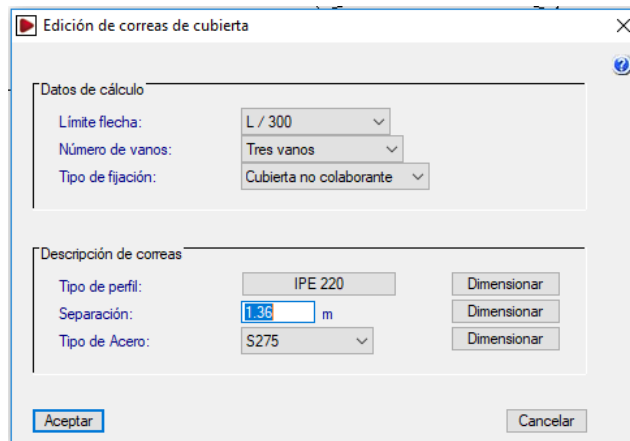 Edición de correas de cubierta
Datos de cálculo
Límite flecha: L / 300
Número de vanos: Tres vanos
Tipo de fijación: Cubierta no colaborante
Descripción de correas
Tipo de perfil: IPE 220 Dimensionar
Separación: 1.36 m Dimensionar
Tipo de Acero: S275 Dimensionar
Aceptar Cancelar